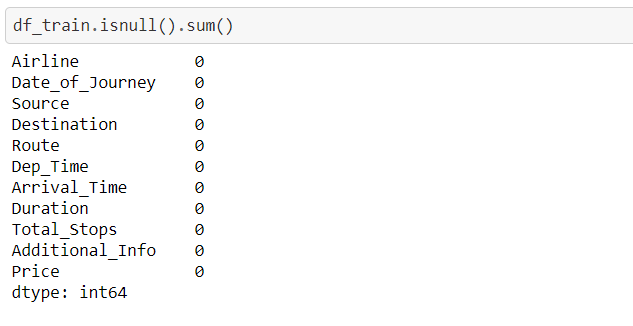 df_train.isnull().sum()
Airline 0
Date_of_Journey 0
Source 0
Destination 0
Route 0
Dep_Time 0
Arrival_Time 0
Duration 0
Total_Stops 0
Additional_Info 0
Price 0
dtype: int64